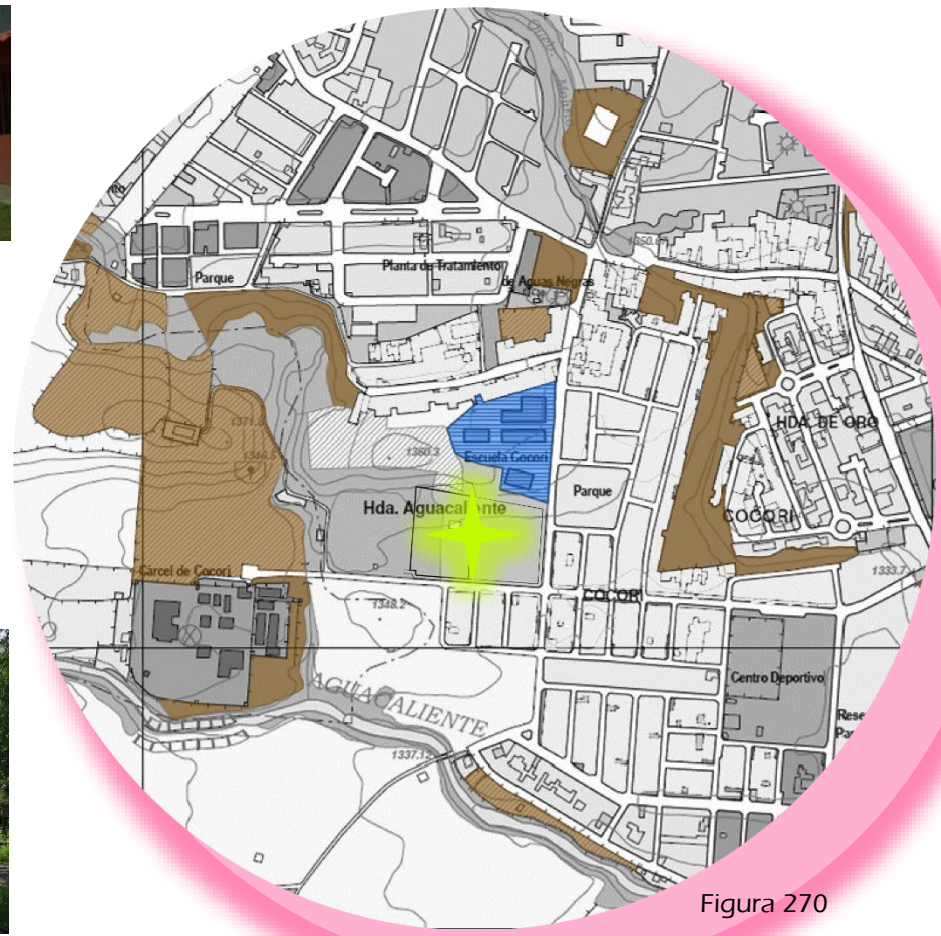 Parque
Planta de Tratamiento
de Aguas Negras
1350.6
HDA. DE ORO
1371.3
1360.3
Escuela Cocorí
Parque
Hda. Aguacaliente
COCORI
Carcel de Cocorí
1333.7
1348.2
COCORI
Centro Deportivo
AGUACALIENTE
1337.12
Figura 270